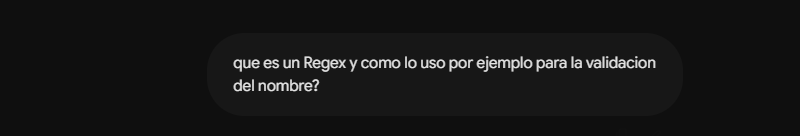 que es un Regex y como lo uso por ejemplo para la validacion
del nombre?